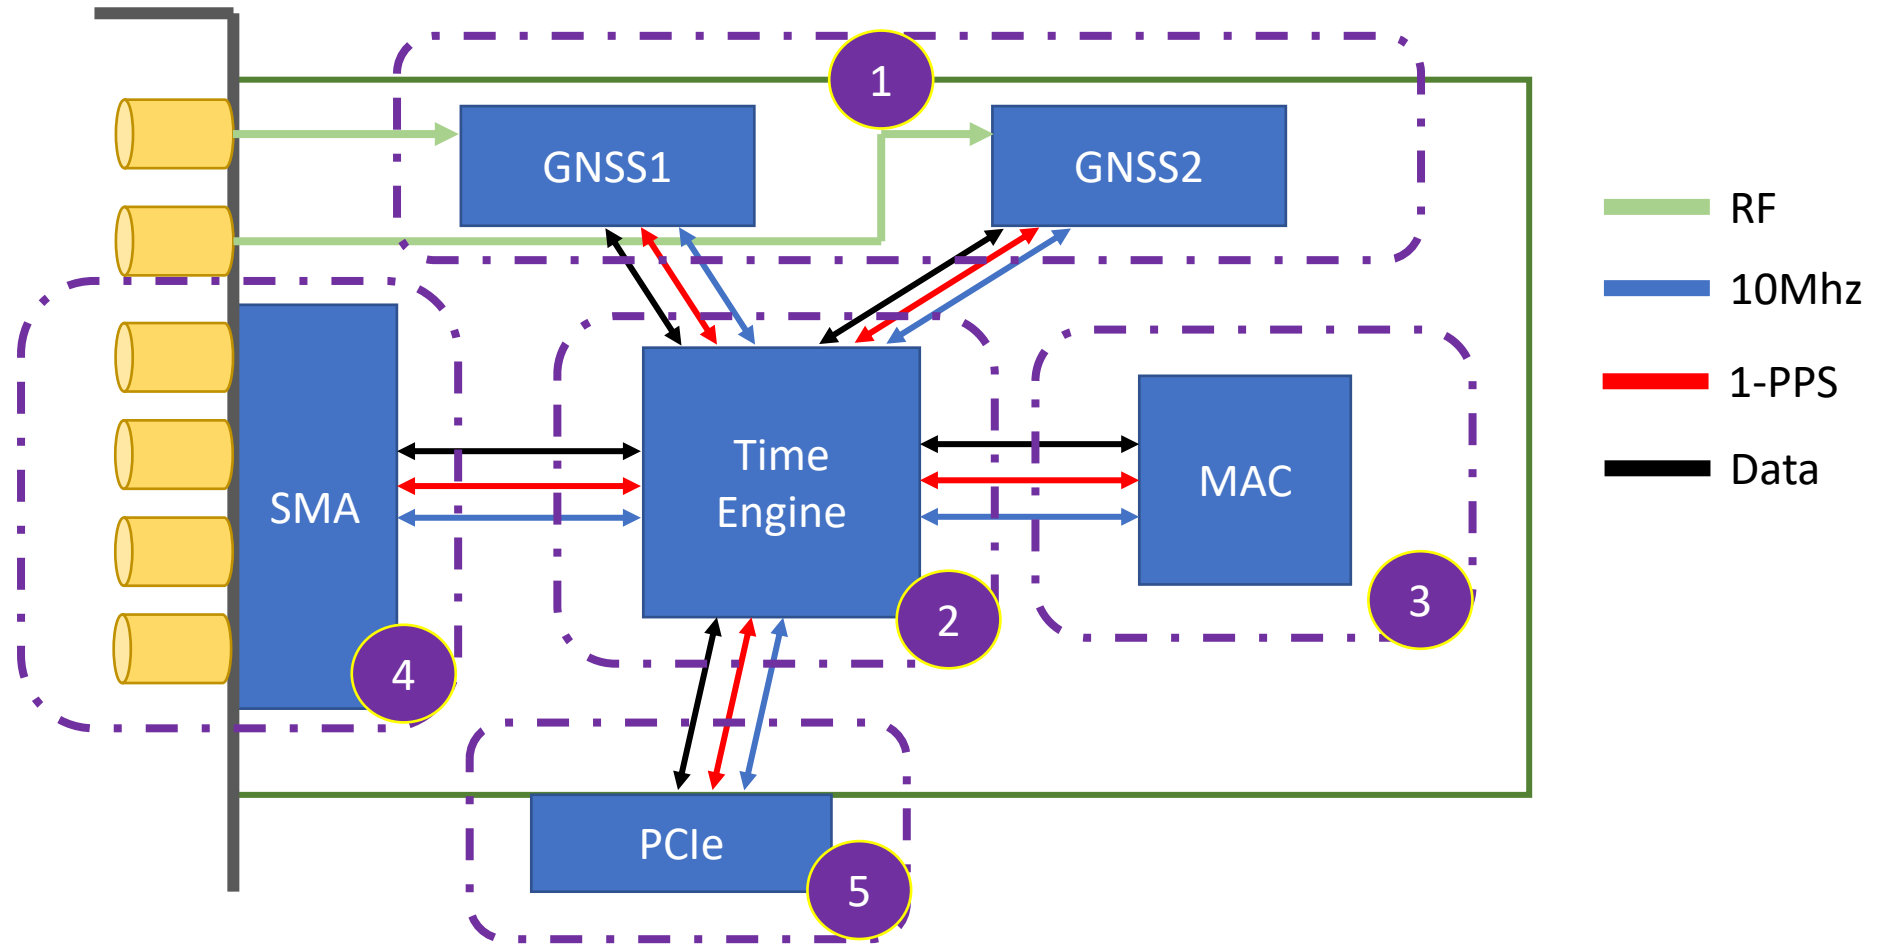 1
GNSS1
GNSS2
RF
10Mhz
1-PPS
Data
Time
Engine
MAC
SMA
2
3
4
PCIe
5